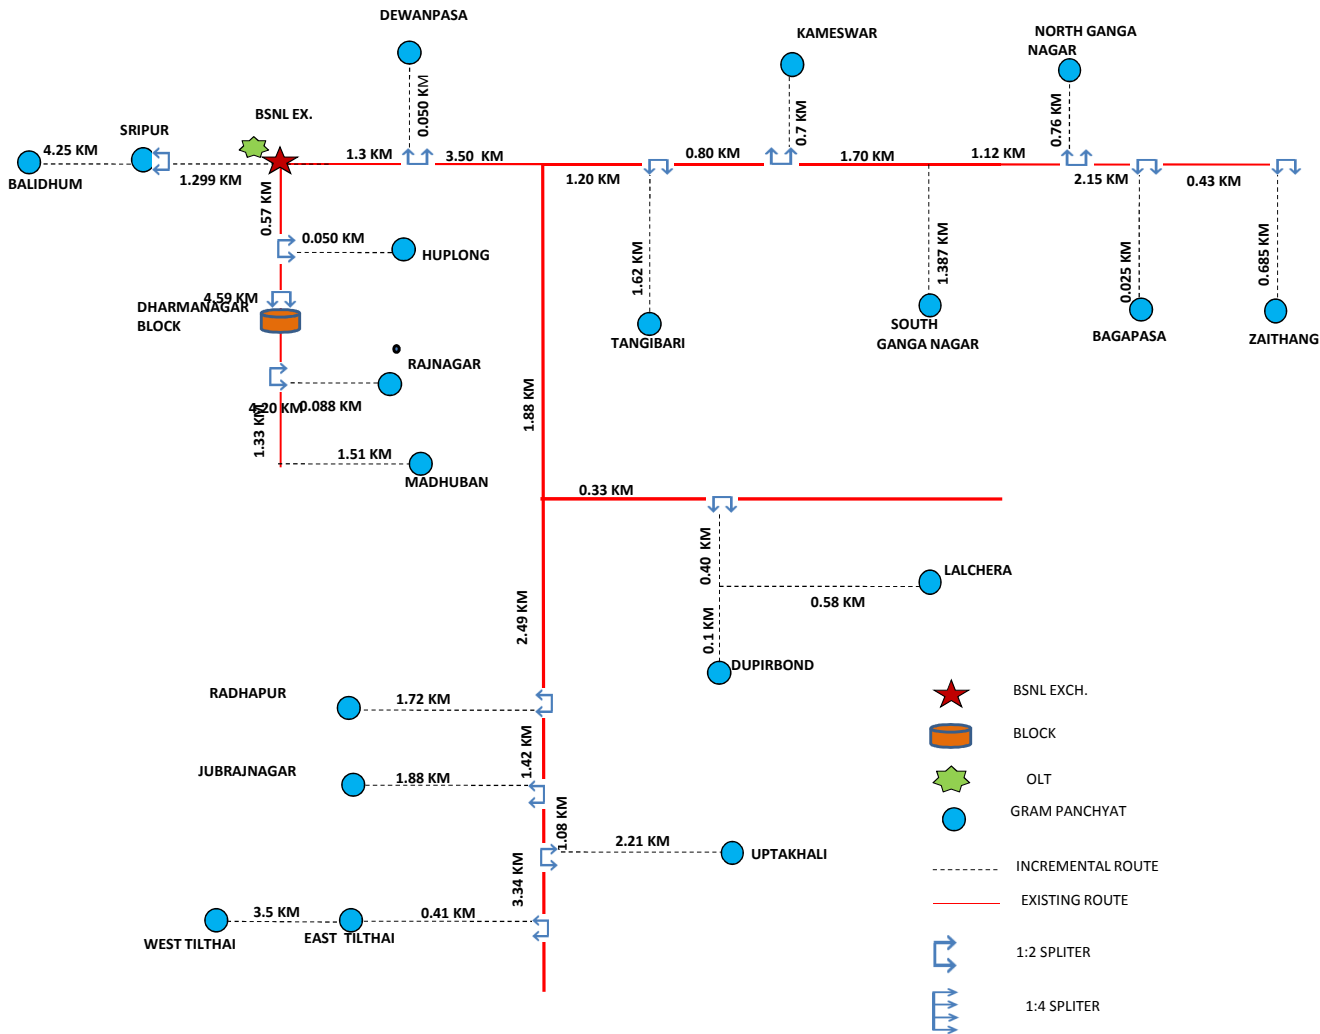 DEWANPASA
KAMESWAR
NORTH GANGA
NAGAR
BSNL EX.
SRIPUR
0.050 KM
0.7 KM
0.76 KM
4.25 KM
1.3 KM
3.50  KM
0.80 KM
1.70 KM
1.12 KM
BALIDHUM
1.299 KM
1.20 KM
2.15 KM
0.43 KM
0.57 KM
0.050 KM
HUPLONG
1.62 KM
1.387 KM
0.025 KM
0.685 KM
4.59 KM
DHARMANAGAR
BLOCK
TANGIBARI
SOUTH
GANGA NAGAR
BAGAPASA
ZAITHANG
RAJNAGAR
4.20 KM
0.088 KM
1.33 KM
1.88 KM
1.51 KM
MADHUBAN
0.33 KM
0.40  KM
LALCHERA
0.58 KM
2.49 KM
0.1 KM
DUPIRBOND
RADHAPUR
1.72 KM
BSNL EXCH.
BLOCK
1.42 KM
JUBRAJNAGAR
1.88 KM
OLT
GRAM PANCHYAT
1.08 KM
2.21 KM
UPTAKHALI
3.34 KM
INCREMENTAL ROUTE
EXISTING ROUTE
3.5 KM
0.41 KM
WEST TILTHAI
EAST  TILTHAI
1:2 SPLITER
1:4 SPLITER